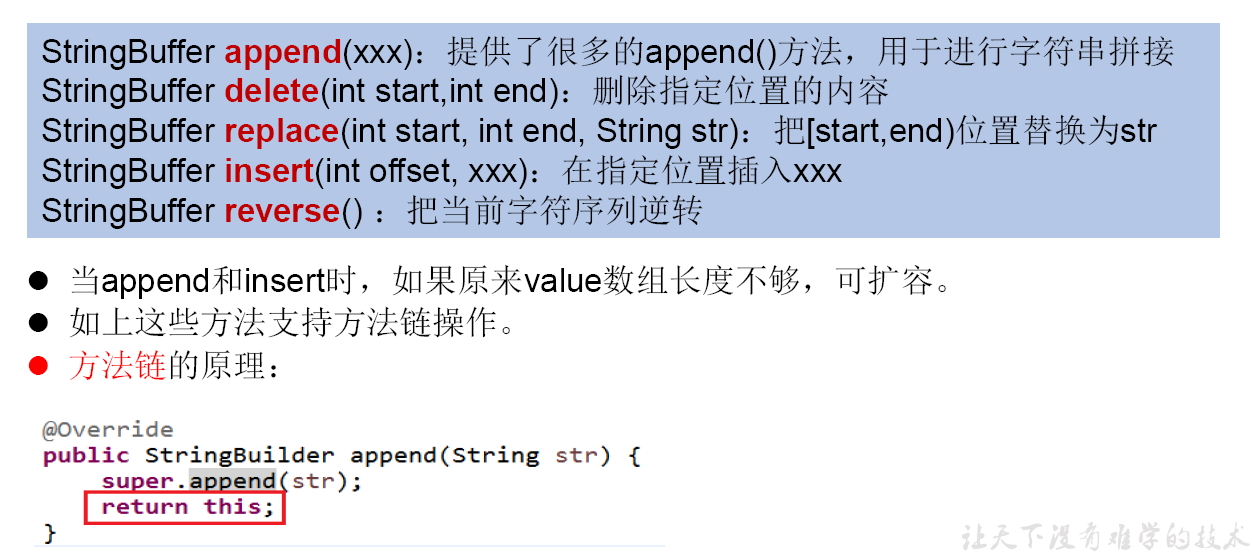 StringBuffer append(xxx)：提供了很多的append()方法，用于进行字符串拼接
StringBuffer delete(int start,int end)：删除指定位置的内容
StringBuffer replace(int start, int end, String str)：把[start,end)位置替换为str
StringBuffer insert(int offset, xxx)：在指定位置插入xxx
StringBuffer reverse() ：把当前字符序列逆转
● 当append和insert时，如果原来value数组长度不够，可扩容。
● 如上这些方法支持方法链操作。
● 方法链的原理：
@Override
public StringBuilder append(String str) {
    super.append(str);
    return this;
}
让天下没有难学的技术